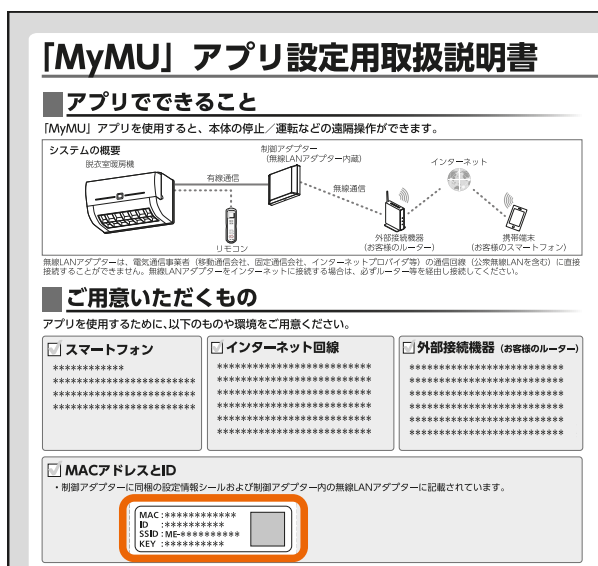 「MyMU」アプリ設定用取扱説明書
アプリでできること
「MyMU」アプリを使用すると、本体の停止／運転などの遠隔操作ができます。
システムの概要
脱衣室暖房機
有線通信
リモコン
制御アダプター
(無線LANアダプター内蔵)
無線通信
外部接続機器
(お客様のルーター)
インターネット
携帯端末
(お客様のスマートフォン)
無線LANアダプターは、電気通信事業者（移動通信会社、固定通信会社、インターネットプロバイダ等）の通信回線（公衆無線LANを含む）に直接
接続することができません。無線LANアダプターをインターネットに接続する場合は、必ずルーター等を経由し接続してください。
ご用意いただくもの
アプリを使用するために、以下のものや環境をご用意ください。
スマートフォン
************
************************
************************
************************
インターネット回線
**************************
**************************
**************************
**************************
**************************
**************************
外部接続機器（お客様のルーター）
**************************
**************************
**************************
**************************
**************************
**************************
MACアドレスとID
・制御アダプターに同梱の設定情報シールおよび制御アダプター内の無線LANアダプターに記載されています。
MAC :************
ID :**********
SSID : ME-**********
KEY :**********